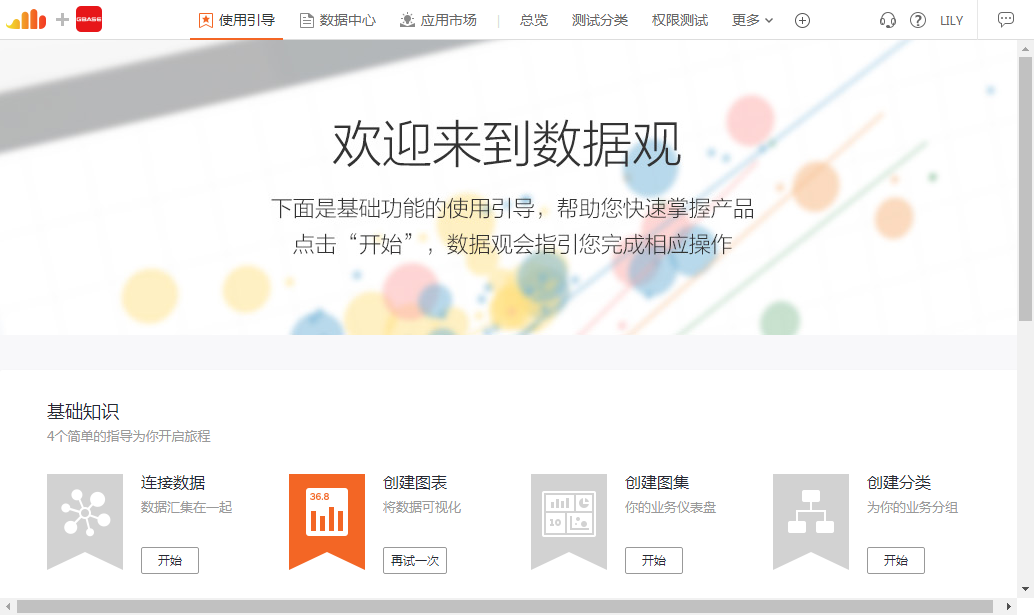 GBASE 使用引导 数据中心 应用市场 总览 测试分类 权限测试 更多 LILY
欢迎来到数据观
下面是基础功能的使用引导，帮助您快速掌握产品
点击“开始”，数据观会指引您完成相应操作
基础知识
4个简单的指导为你开启旅程
连接数据
数据汇集在一起
开始
36.8
创建图表
将数据可视化
再试一次
10
创建图集
你的业务仪表盘
开始
创建分类
为你的业务分组
开始